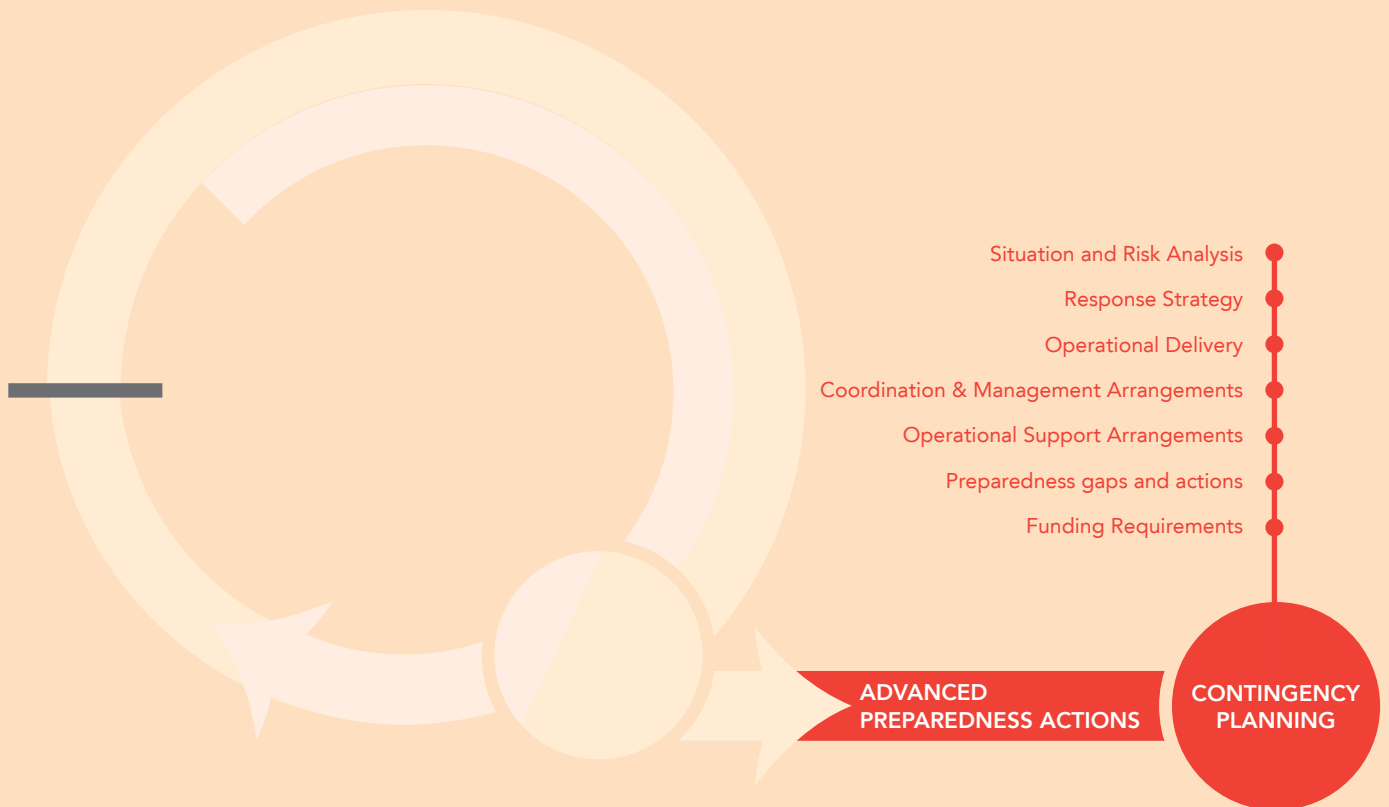 Situation and Risk Analysis
Response Strategy
Operational Delivery
Coordination & Management Arrangements
Operational Support Arrangements
Preparedness gaps and actions
Funding Requirements
ADVANCED
PREPAREDNESS ACTIONS
CONTINGENCY
PLANNING